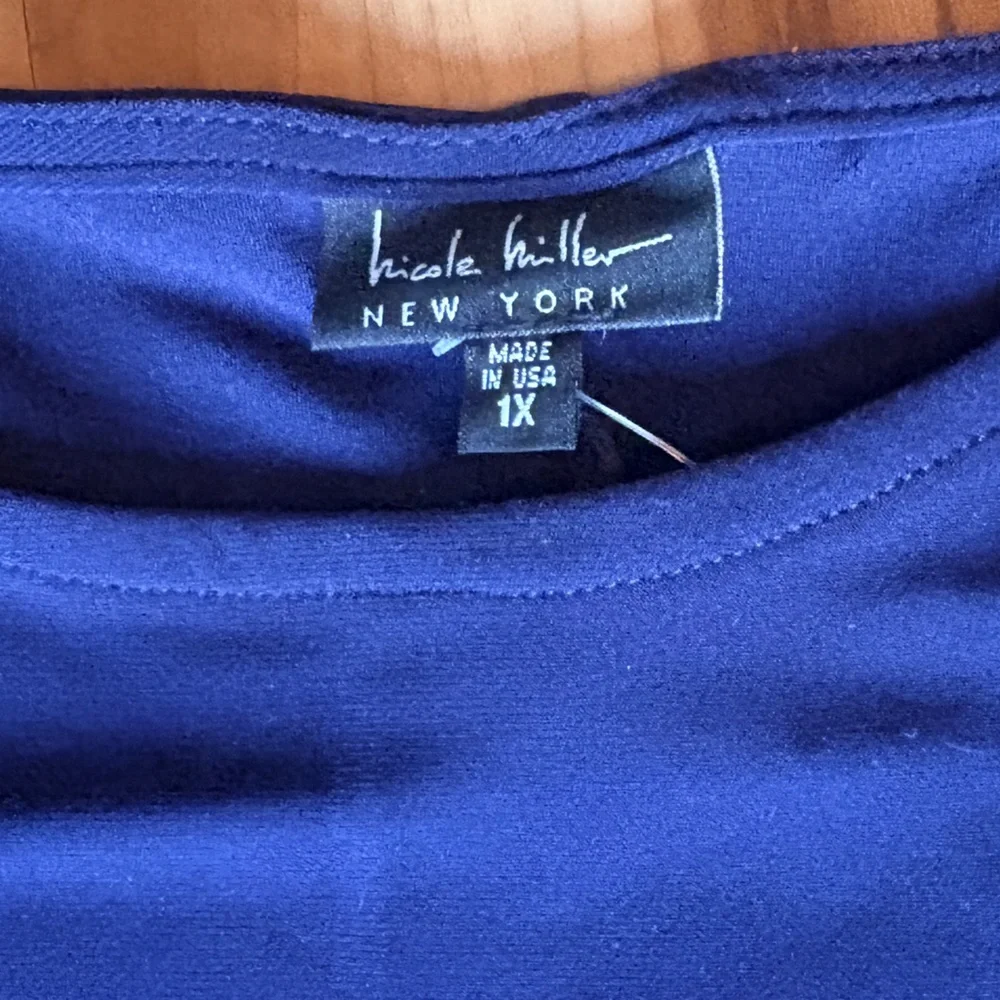 nicole miller
NEW YORK
MADE
IN USA
1X